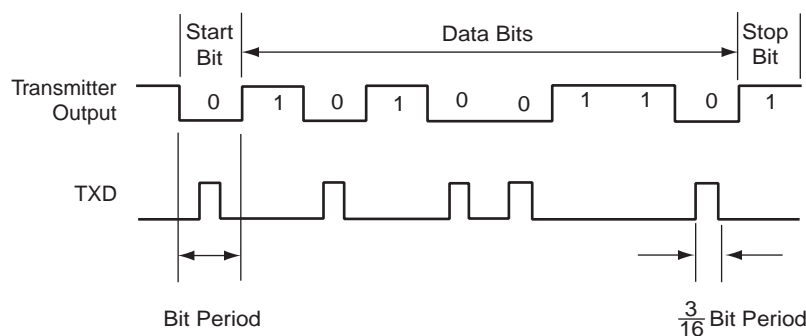 Start
Bit
Data Bits
Stop
Bit
Transmitter
Output
0 1 0 1 0 0 1 1 0 1
TXD
Bit Period
3/16 Bit Period